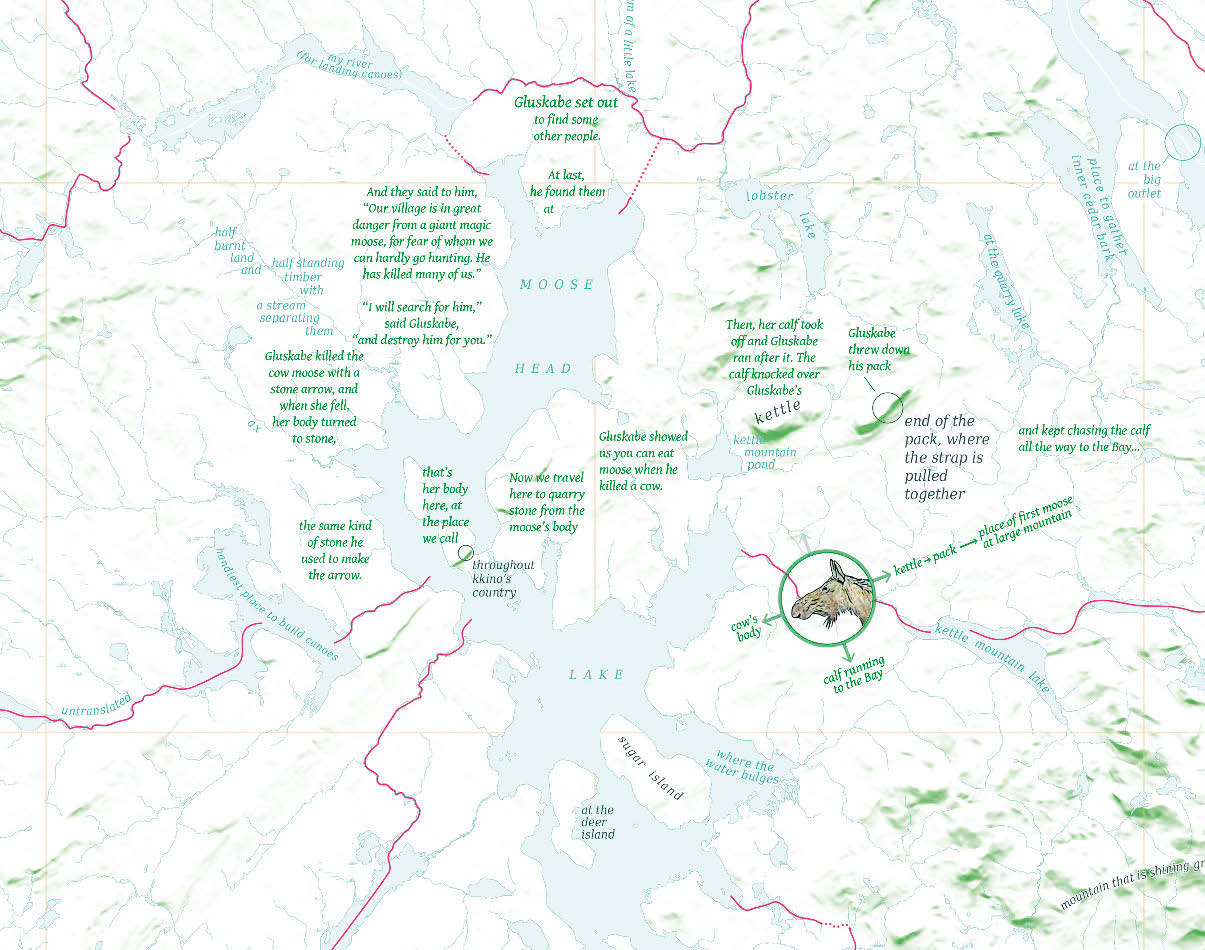 my river
(for landing canoes)
m of a little lake
Gluskabe set out
to find some
other people.
At last,
he found them
at
MOOSE
HEAD
LAKE
And they said to him,
“Our village is in great
danger from a giant magic
moose, for fear of whom we
can hardly go hunting. He
has killed many of us.”
“I will search for him,”
said Gluskabe,
“and destroy him for you.”
half
burnt
land
and
half standing
timber
with
a stream
separating
them
Gluskabe killed the
cow moose with a
stone arrow, and
when she fell,
her body turned
to stone,
ax
that’s
her body
here, at
the place
we call
throughout
kkino’s
country
the same kind
of stone he
used to make
the arrow.
Now we travel
here to quarry
stone from the
moose’s body
Gluskabe showed
us you can eat
moose when he
killed a cow.
Then, her calf took
off and Gluskabe
ran after it. The
calf knocked over
Gluskabe’s
kettle
kettle
mountain
pond
Gluskabe
threw down
his pack
end of the
pack, where
the strap is
pulled
together
and kept chasing the calf
all the way to the Bay...
lobster
lake
at the quarry lake
place to gather
inner cedar bark
at the
big
outlet
kettle → pack → place of first moose
at large mountain
cow’s
body
calf running
to the Bay
kettle mountain lake
handiest place to build canoes
untranslated
sugar island
where the
water bulges
at the
deer
island
mountain that is shining gr